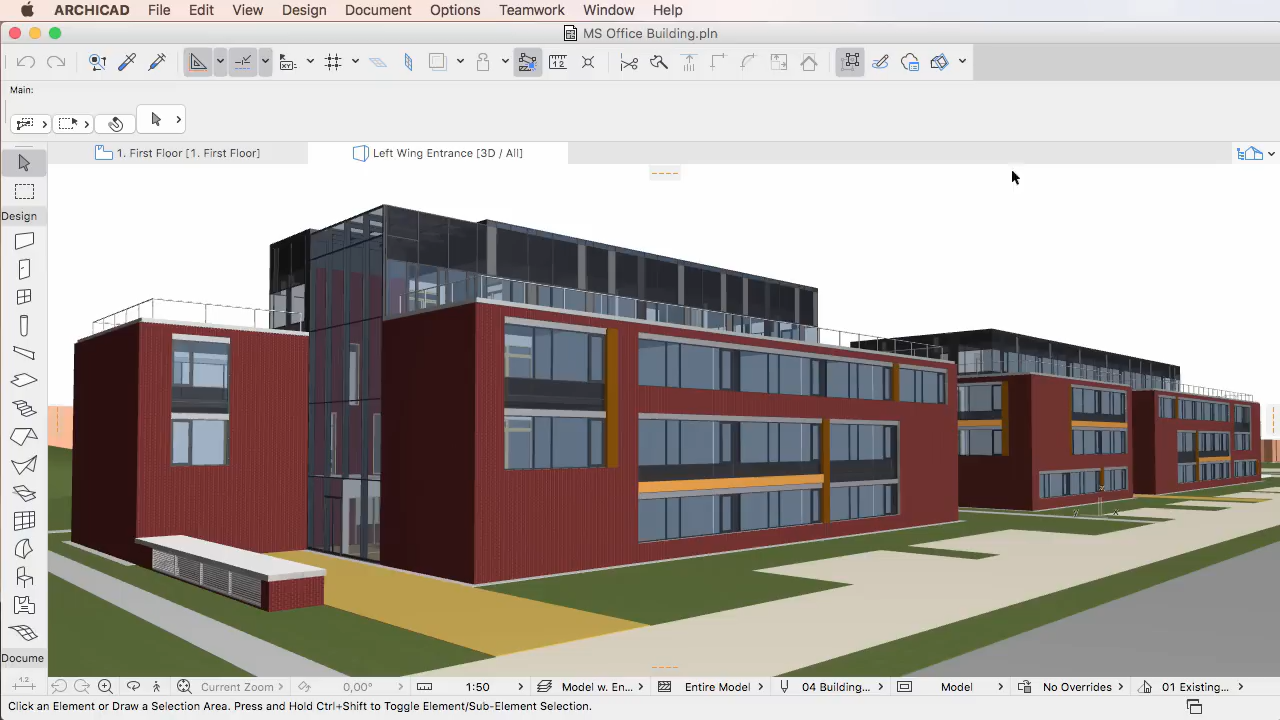 ARCHICAD File Edit View Design Document Options Teamwork Window Help
MS Office Building.pln
Main:
1. First Floor [1. First Floor]
Left Wing Entrance [3D / All]
Design
Docume
1.2
Current Zoom
0,00°
1:50
Model w. En...
Entire Model
04 Building...
Model
No Overrides
01 Existing...
Click an Element or Draw a Selection Area. Press and Hold Ctrl+Shift to Toggle Element/Sub-Element Selection.